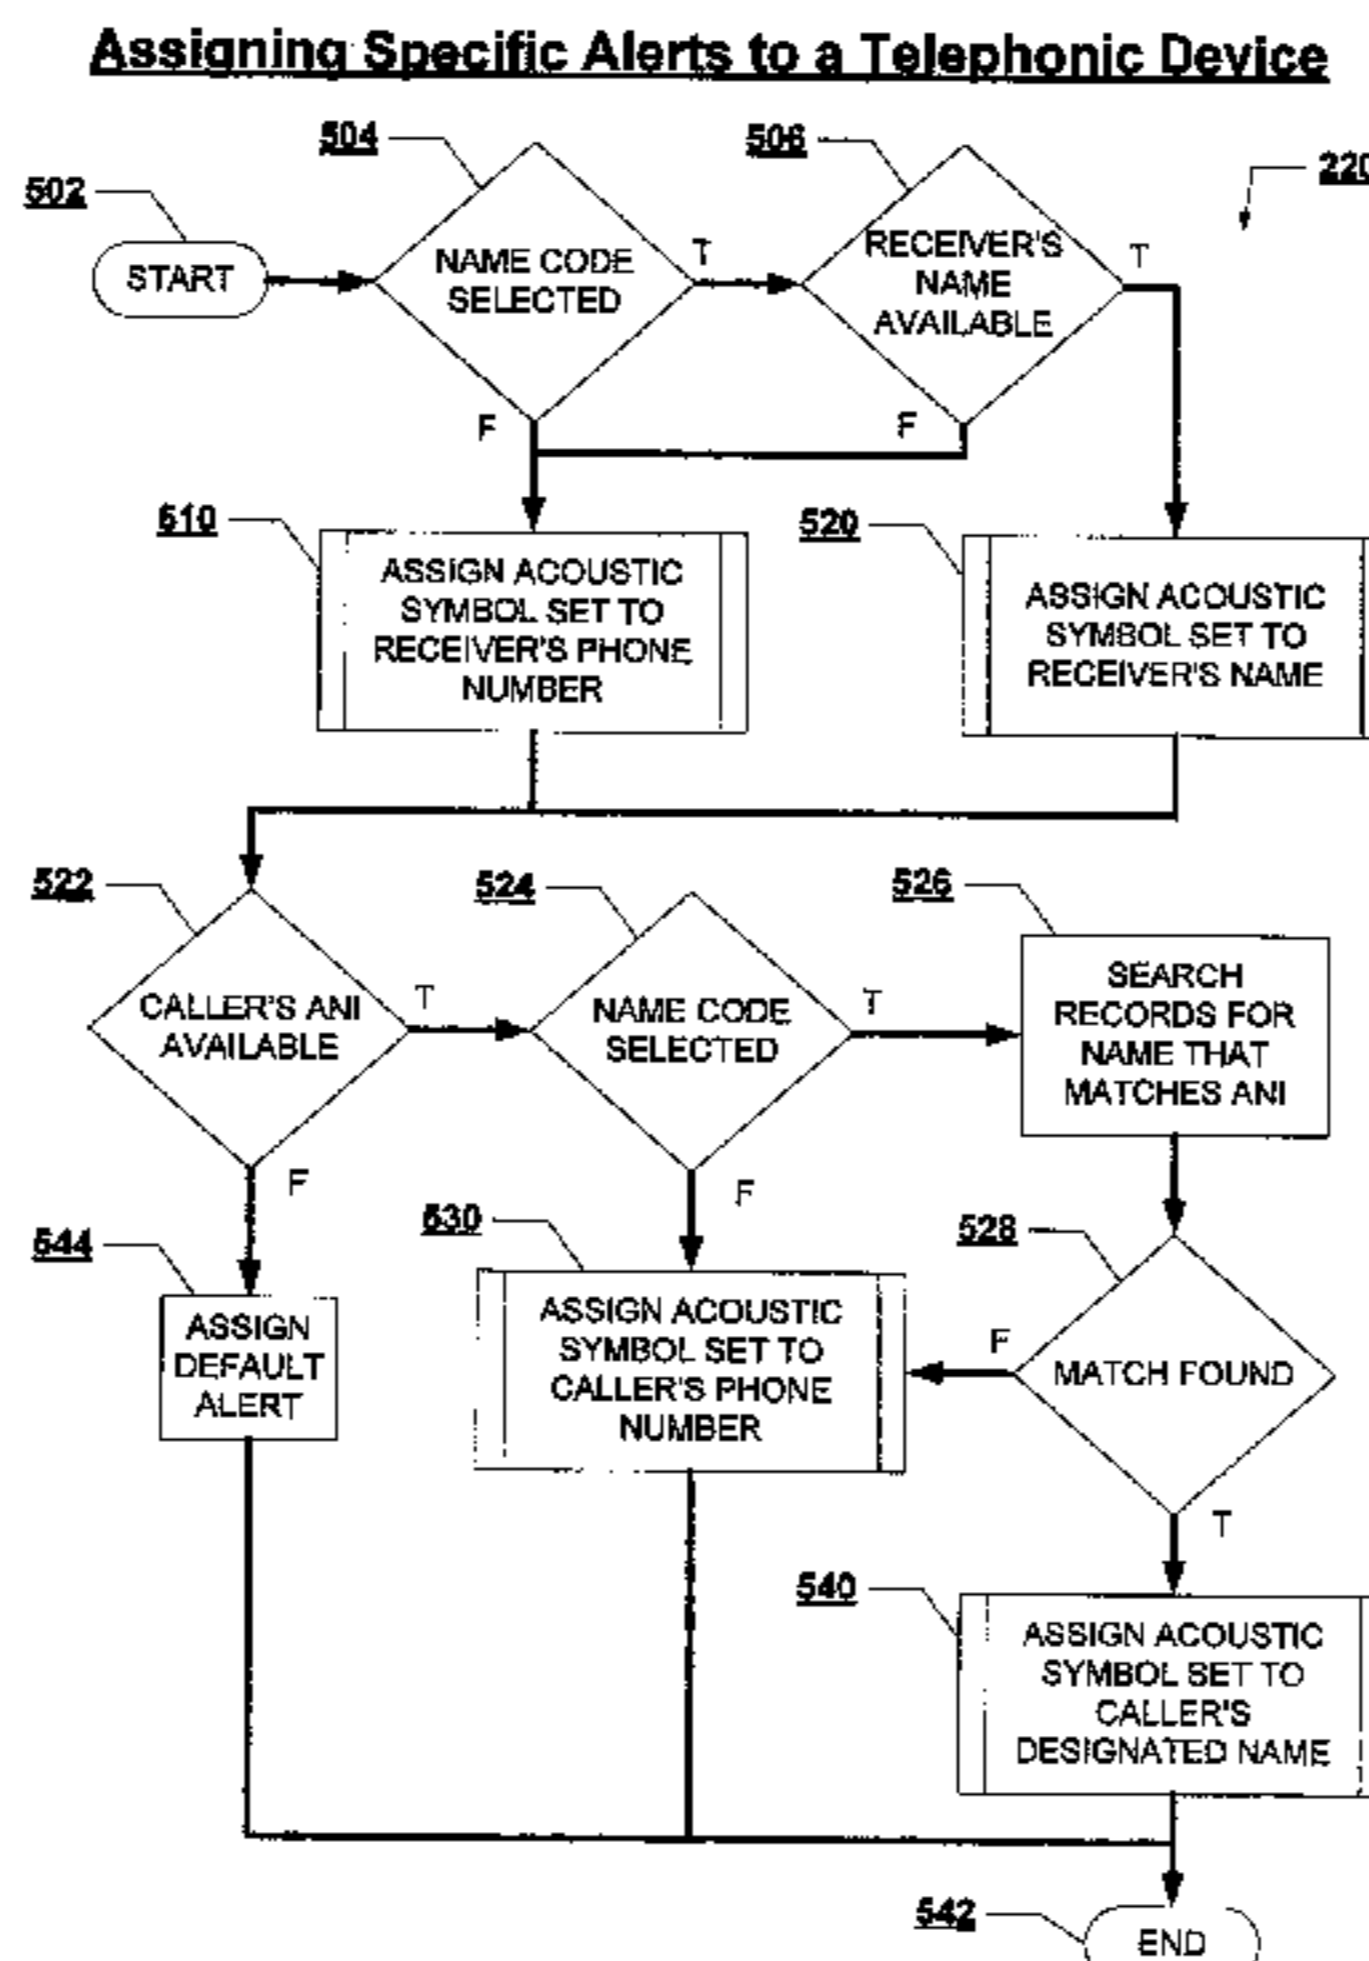 Assigning Specific Alerts to a Telephonic Device
504
506
220
502
START
NAME CODE
SELECTED
T
RECEIVER'S
NAME
AVAILABLE
T
F
F
510
520
ASSIGN ACOUSTIC
SYMBOL SET TO
RECEIVER'S PHONE
NUMBER
ASSIGN ACOUSTIC
SYMBOL SET TO
RECEIVER'S NAME
522
524
526
CALLER'S ANI
AVAILABLE
T
NAME CODE
SELECTED
T
SEARCH
RECORDS FOR
NAME THAT
MATCHES ANI
F
F
544
530
528
ASSIGN
DEFAULT
ALERT
ASSIGN ACOUSTIC
SYMBOL SET TO
CALLER'S PHONE
NUMBER
F
MATCH FOUND
T
540
ASSIGN ACOUSTIC
SYMBOL SET TO
CALLER'S
DESIGNATED NAME
542
END